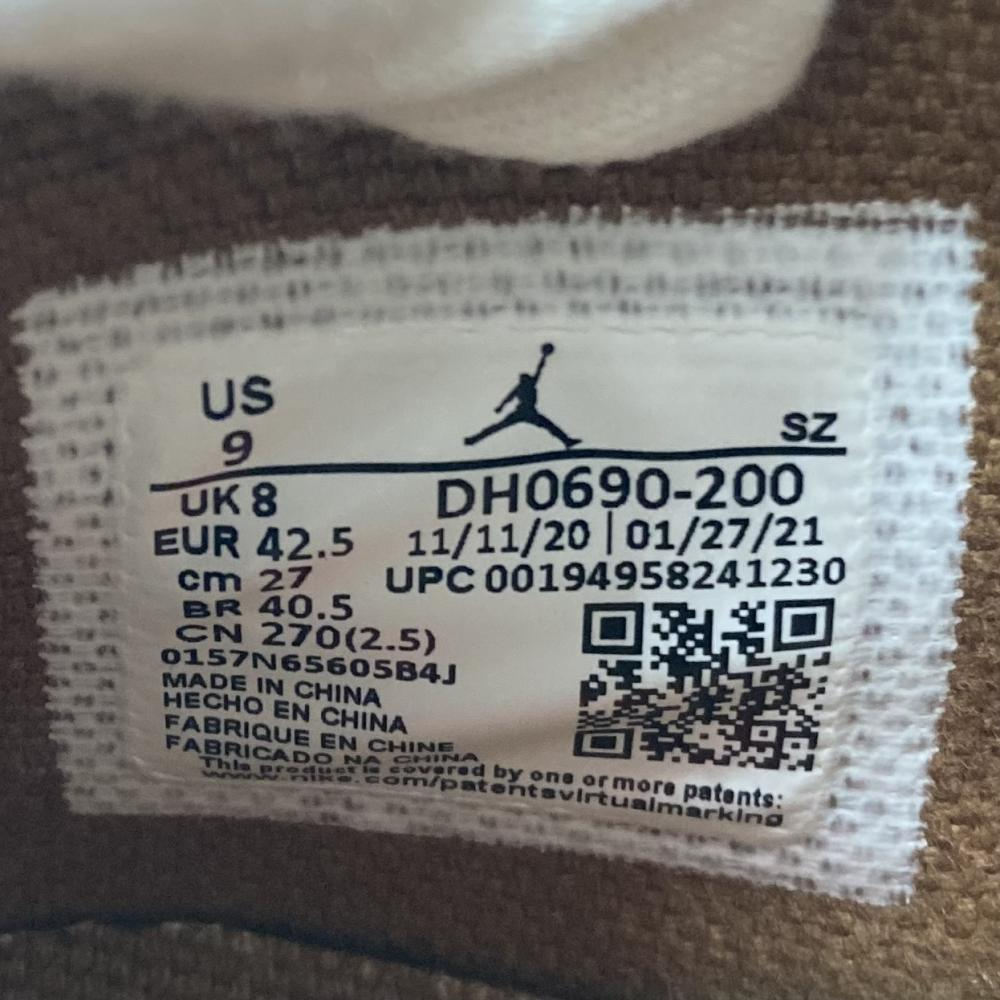 US
9
SZ
UK 8
DH0690-200
EUR 42.5
11/11/20 | 01/27/21
cm 27
UPC 00194958241230
BR 40.5
CN 270(2.5)
0157N65605B4J
MADE IN CHINA
HECHO EN CHINA
FABRIQUE EN CHINE
FABRICADO NA CHINA
This product is covered by one or more patents:
www.nike.com/patentsvirtualmarking